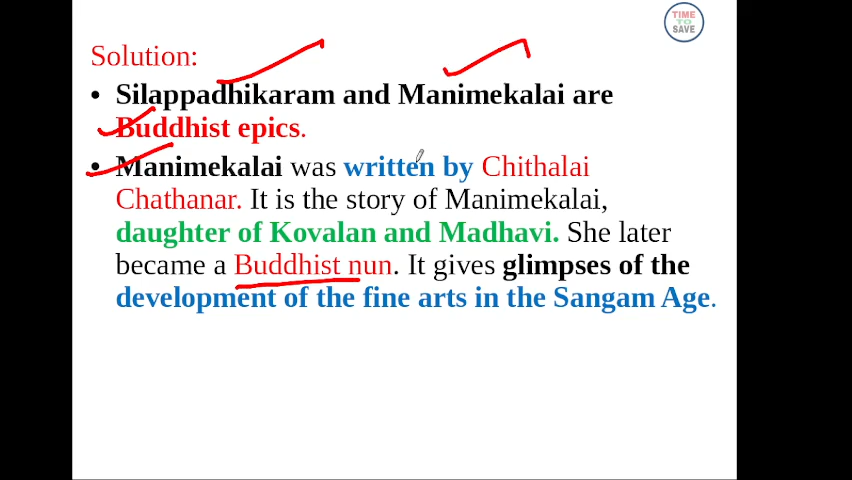 TIME
TO
SAVE
Solution:
• Silappadhikaram and Manimekalai are
Buddhist epics.
• Manimekalai was written by Chithalai
Chathanar. It is the story of Manimekalai,
daughter of Kovalan and Madhavi. She later
became a Buddhist nun. It gives glimpses of the
development of the fine arts in the Sangam Age.